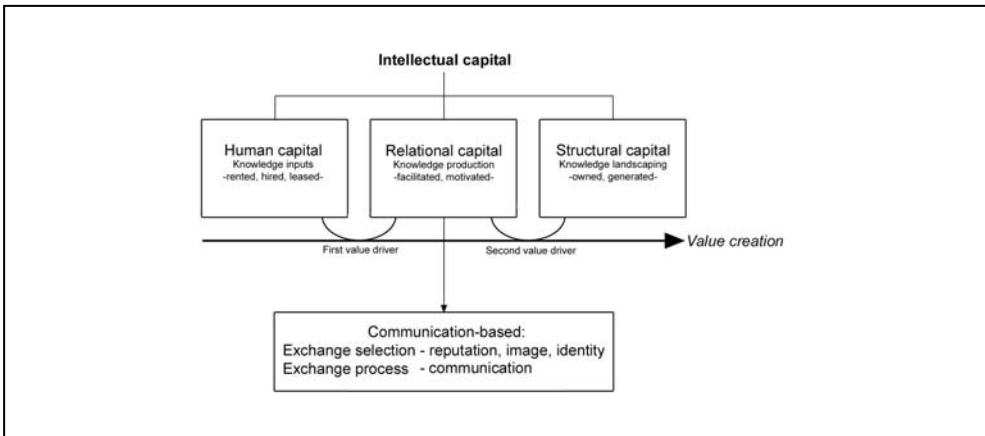 Intellectual capital
Human capital
Knowledge inputs
-rented, hired, leased-
Relational capital
Knowledge production
-facilitated, motivated-
Structural capital
Knowledge landscaping
-owned, generated-
First value driver
Second value driver
Value creation
Communication-based:
Exchange selection - reputation, image, identity
Exchange process - communication